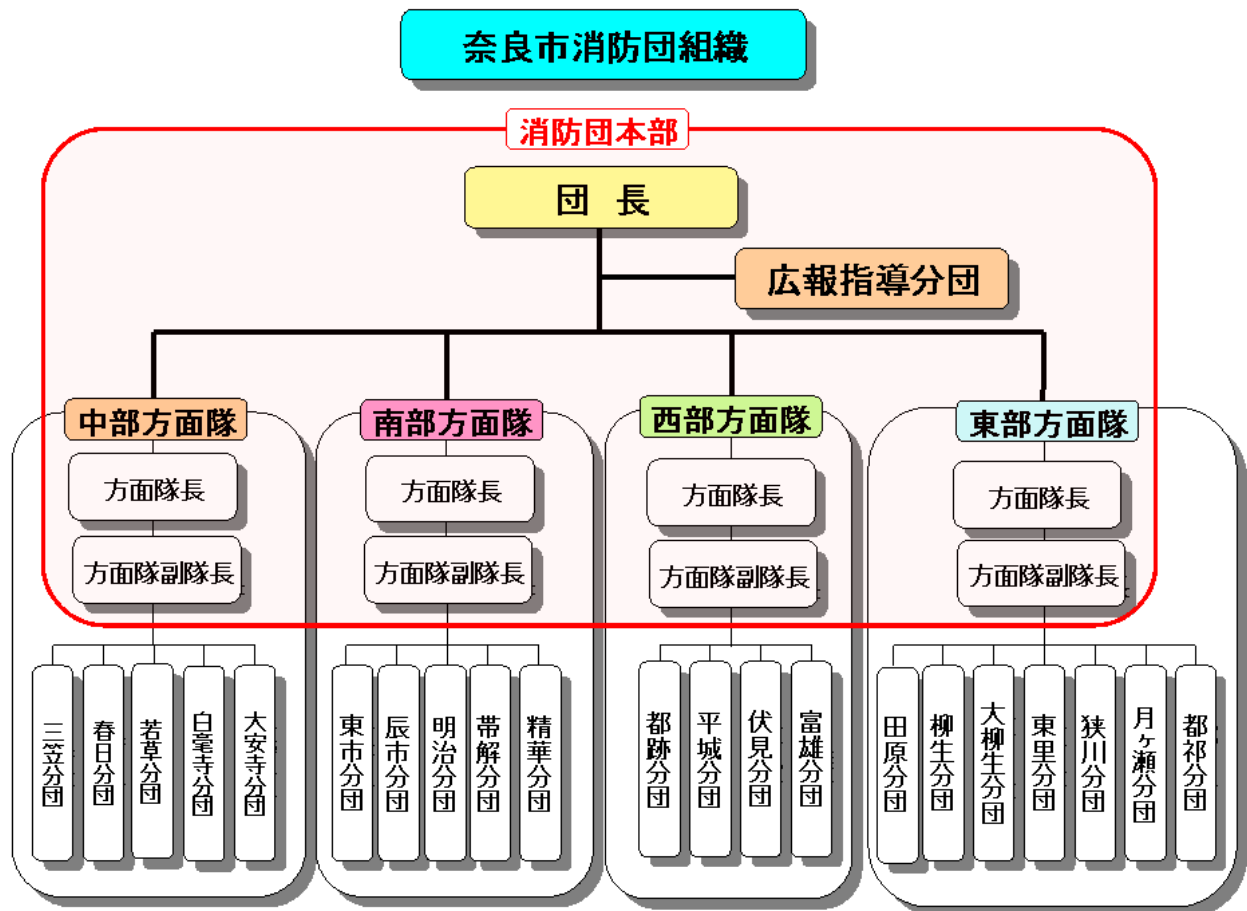 奈良市消防団組織
消防団本部
団 長
広報指導分団
中部方面隊
南部方面隊
西部方面隊
東部方面隊
方面隊長
方面隊長
方面隊長
方面隊長
方面隊副隊長
方面隊副隊長
方面隊副隊長
方面隊副隊長
三笠分団
春日分団
若草分団
白毫寺分団
大安寺分団
東市分団
辰市分団
明治分団
帯解分団
精華分団
都跡分団
平城分団
伏見分団
富雄分団
田原分団
柳生分団
大柳生分団
東里分団
狭川分団
月ヶ瀬分団
都祁分団